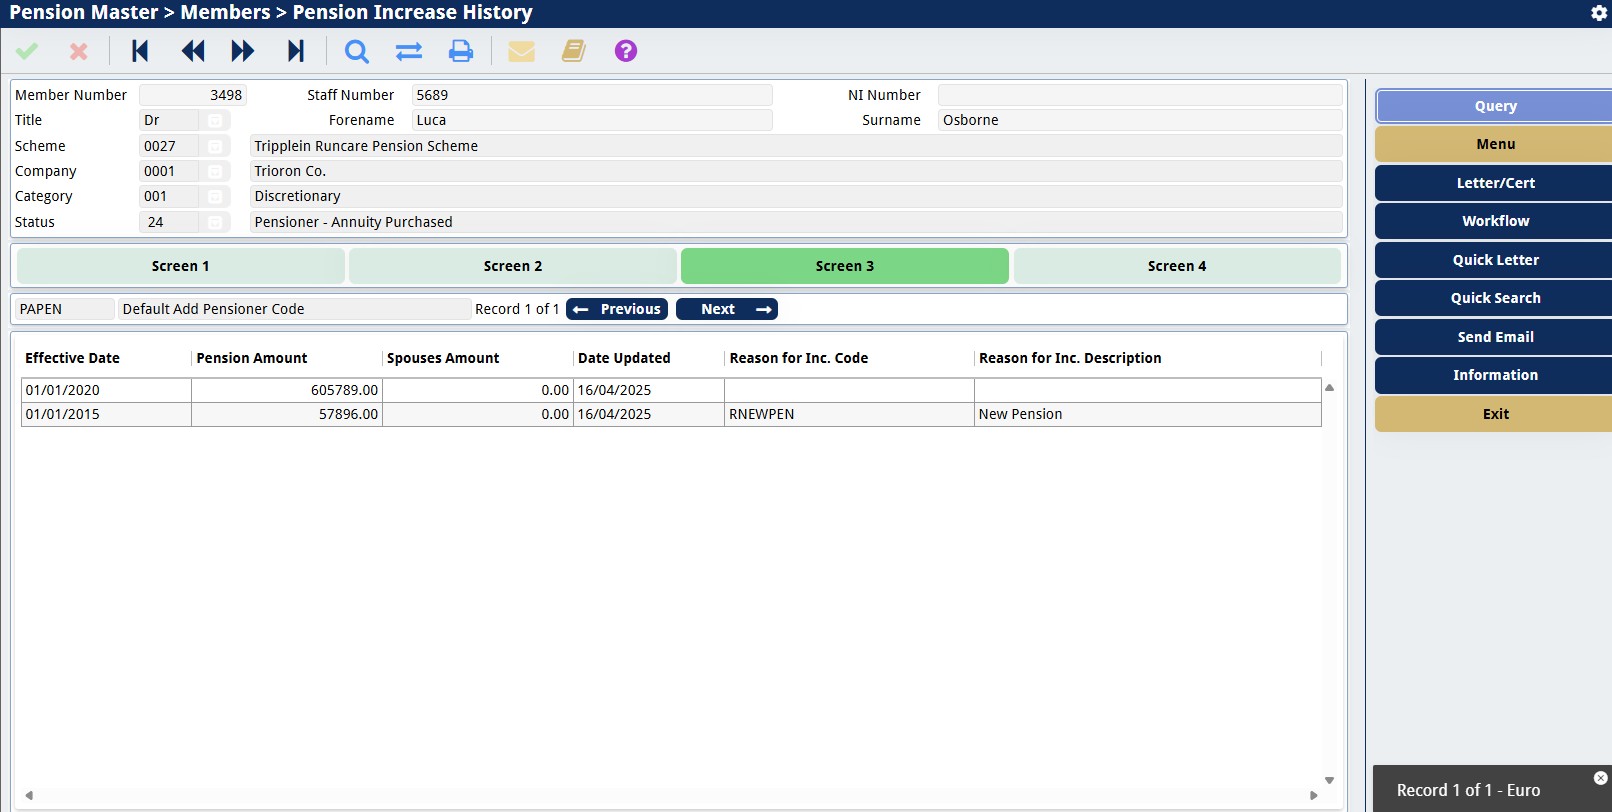 Pension Master > Members > Pension Increase History
?
Member Number 3498 Staff Number 5689 NI Number
Title Dr Forename Luca Surname Osborne
Scheme 0027 Tripplein Runcare Pension Scheme
Company 0001 Trioron Co.
Category 001 Discretionary
Status 24 Pensioner - Annuity Purchased
Screen 1 Screen 2 Screen 3 Screen 4
PAPEN Default Add Pensioner Code Record 1 of 1 Previous Next
Effective Date Pension Amount Spouses Amount Date Updated Reason for Inc. Code Reason for Inc. Description
01/01/2020 605789.00 0.00 16/04/2025
01/01/2015 57896.00 0.00 16/04/2025 RNEWPEN New Pension
Query
Menu
Letter/Cert
Workflow
Quick Letter
Quick Search
Send Email
Information
Exit
Record 1 of 1 - Euro